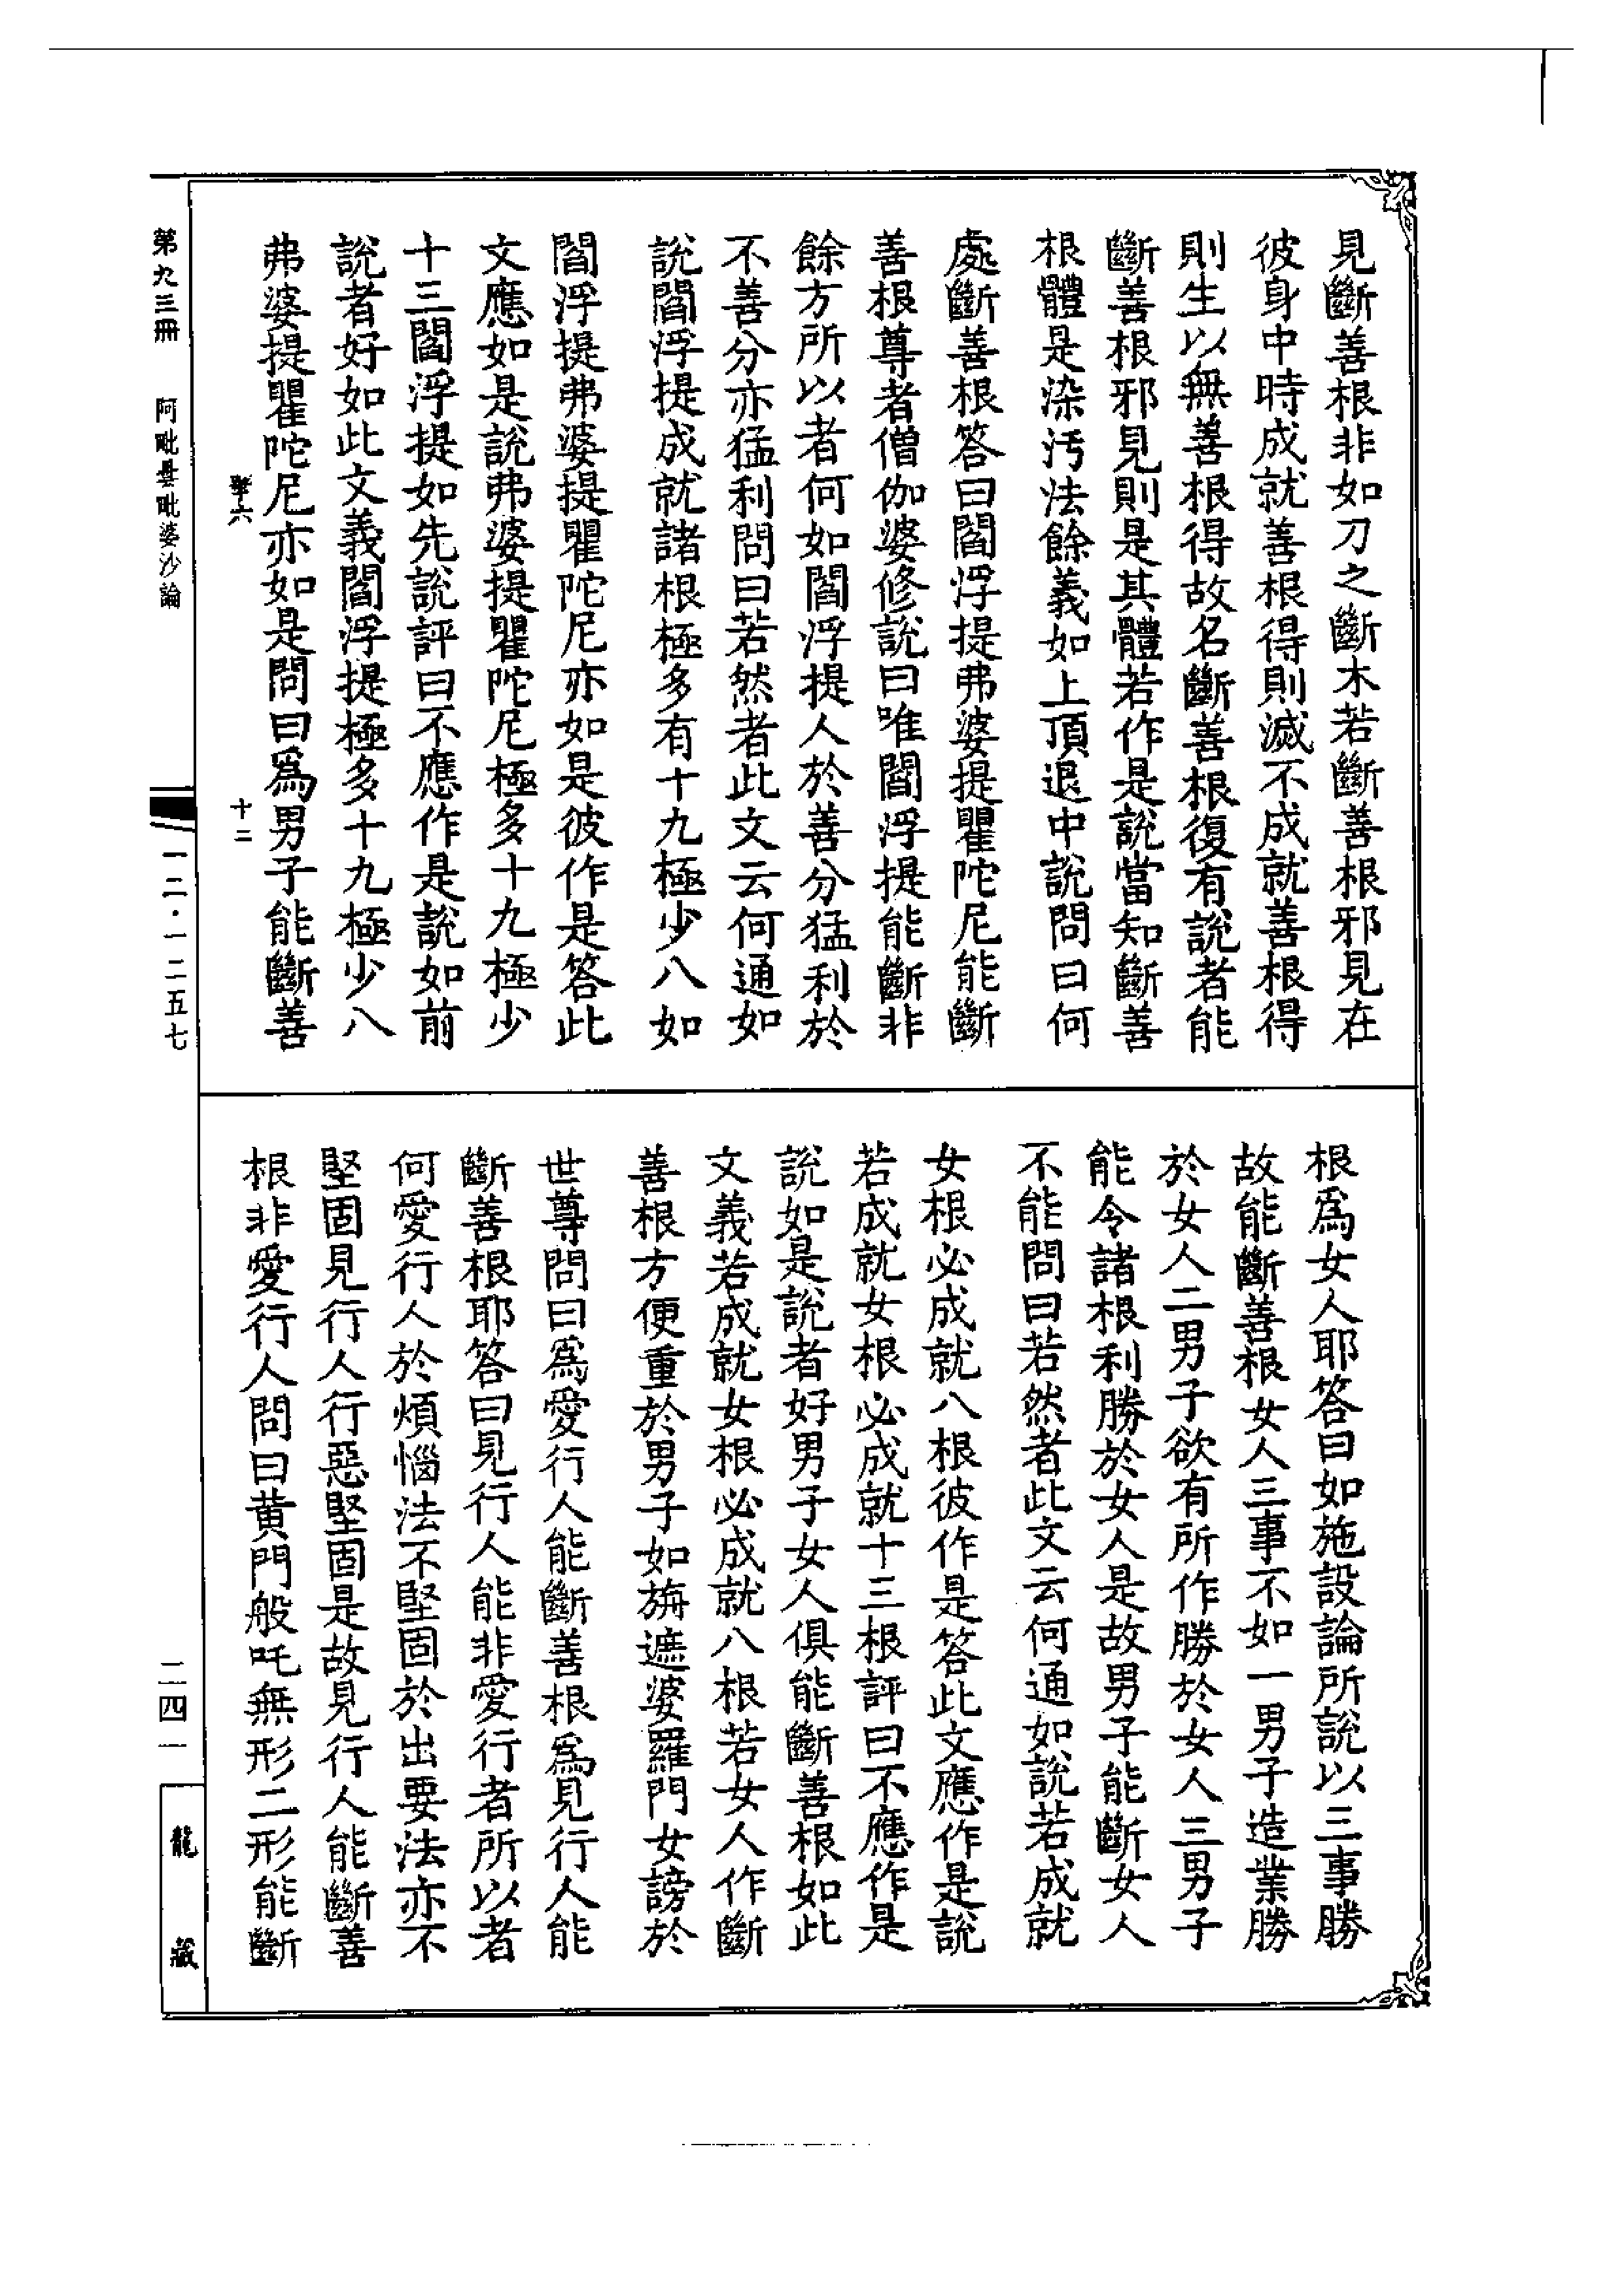 見斷善根非如刀之斷木若斷善根邪見在
彼身中時成就善根得則滅不成就善根得
則生以無善根得故名斷善根復有說者能
斷善根邪見則是其體若作是說當知斷善
根體是染汚法餘義如上頂退中說問曰何
處斷善根答曰閻浮提弗婆提瞿陀尼能斷
善根尊者僧伽婆修說曰唯閻浮提能斷非
餘方所以者何如閻浮提人於善分猛利於
不善分亦猛利問曰若然者此文云何通如
說閻浮提成就諸根極多有十九極少八如
閻浮提弗婆提瞿陀尼亦如是彼作是答此
文應如是說弗婆提瞿陀尼極多十九極少
十三閻浮提如先說評曰不應作是說如前
說者好如此文義閻浮提極多十九極少八
弗婆提瞿陀尼亦如是問曰爲男子能斷善
根爲女人耶答曰如施設論所說以三事勝
故能斷善根女人三事不如一男子造業勝
於女人二男子欲有所作勝於女人三男子
能令諸根利勝於女人是故男子能斷女人
不能問曰若然者此文云何通如說若成就
女根必成就八根彼作是答此文應作是說
若成就女根必成就十三根評曰不應作是
說如是說者好男子女人俱能斷善根如此
文義若成就女根必成就八根若女人作斷
善根方便重於男子如旃遮婆羅門女謗於
世尊問曰爲愛行人能斷善根爲見行人能
斷善根耶答曰見行人能非愛行者所以者
何愛行人於煩惱法不堅固於出要法亦不
堅固見行人行惡堅固是故見行人能斷善
根非愛行人問曰黄門般吒無形二形能斷
第九三冊 阿毗曇毗婆沙論
十二
一二·一二五七
二四一
龍藏